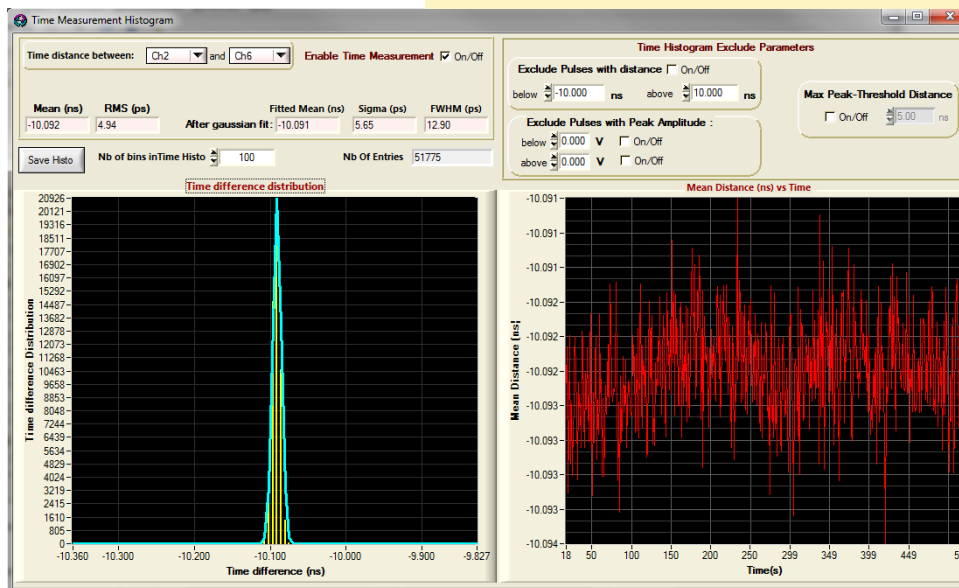 Time Measurement Histogram
Time distance between: Ch2 and Ch6 Enable Time Measurement On/Off
Mean (ns) RMS (ps) Fitted Mean (ns) Sigma (ps) FWHM (ps)
-10.092 4.94 After gaussian fit: -10.091 5.65 12.90
Save Histo Nb of bins inTime Histo 100 Nb Of Entries 51775
Time Histogram Exclude Parameters
Exclude Pulses with distance On/Off
below -10.000 ns above 10.000 ns
Exclude Pulses with Peak Amplitude :
below 0.000 V On/Off
above 0.000 V On/Off
Max Peak-Threshold Distance
On/Off 5.00 ns
Time difference distribution
Time difference Distribution
20926
20121
19316
18511
17707
16902
16097
15292
14487
13682
12878
12073
11268
10463
9658
8853
8048
7244
6439
5634
4829
4024
3219
2415
1610
805
0
-10.360 -10.300 -10.200 -10.100 -10.000 -9.900 -9.827
Time difference (ns)
Mean Distance (ns) vs Time
Mean Distance (ns)
-10.091
-10.091
-10.091
-10.092
-10.092
-10.092
-10.093
-10.093
-10.093
-10.093
-10.094
18 50 100 150 200 250 299 349 399 449
Time(s)